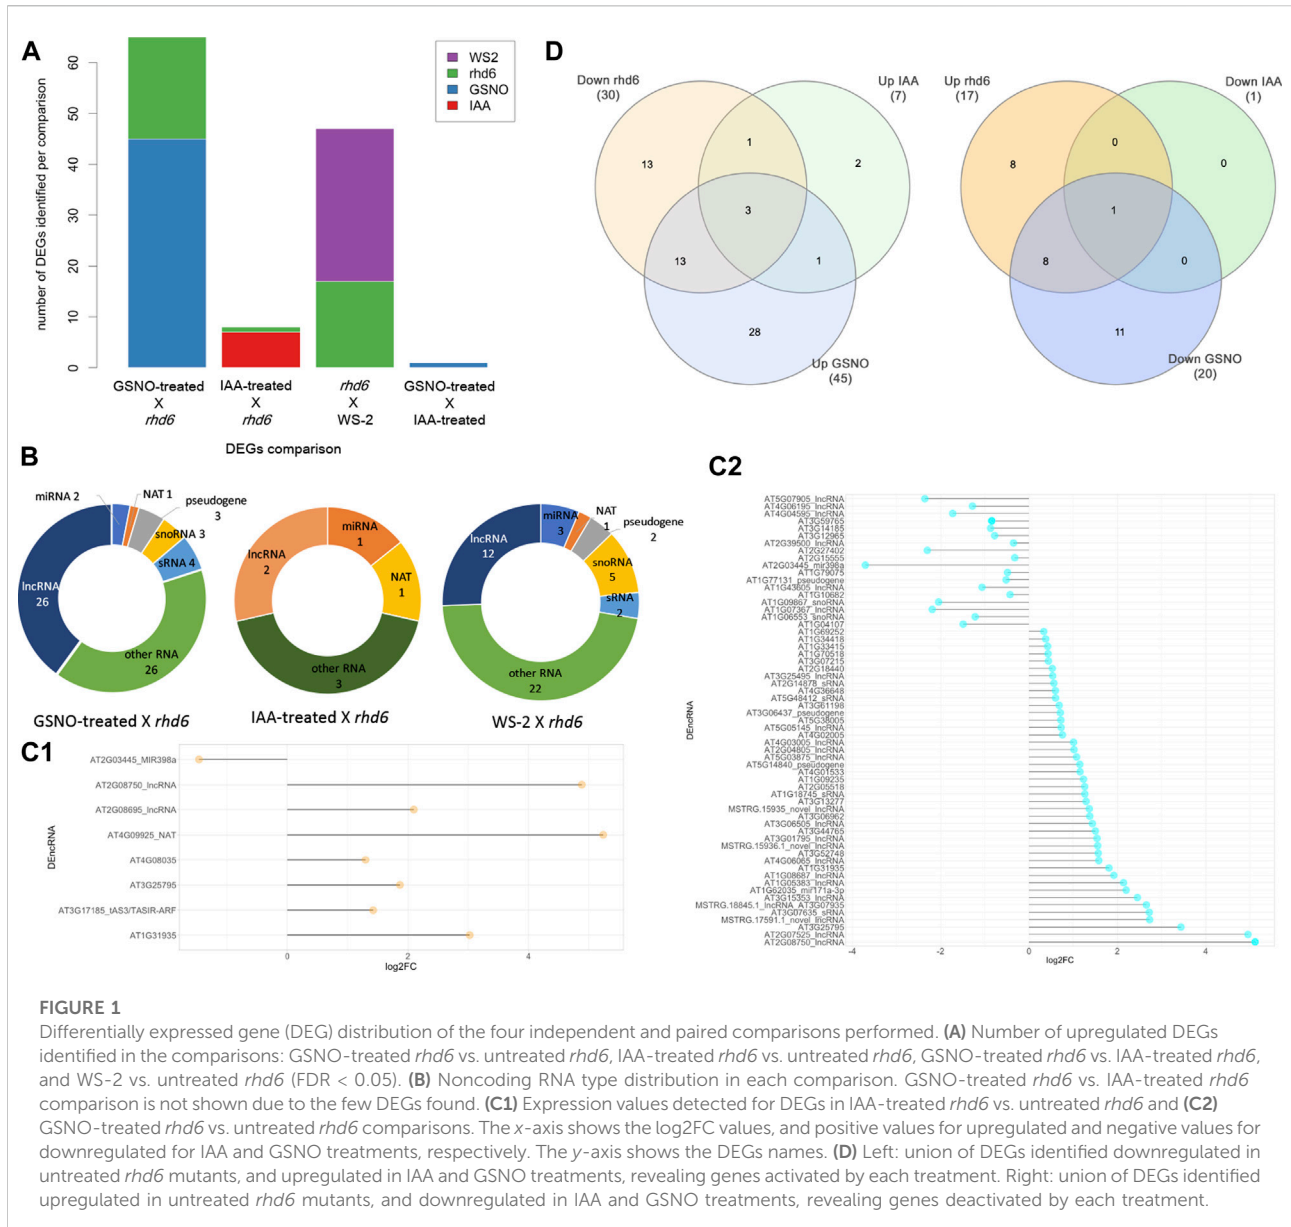 A
number of DEGs identified per comparison
60
50
40
30
20
10
0
WS2
rhd6
GSNO
IAA
GSNO-treated
X
rhd6
IAA-treated
X
rhd6
rhd6
X
WS-2
GSNO-treated
X
IAA-treated
DEGs comparison
D
Down rhd6
(30)
Up IAA
(7)
13
1
2
3
13
1
28
Up GSNO
(45)
Up rhd6
(17)
Down IAA
(1)
8
0
0
1
8
0
11
Down GSNO
(20)
B
miRNA 2
NAT 1
pseudogene
3
snoRNA 3
sRNA 4
lncRNA
26
other RNA
26
GSNO-treated X rhd6
miRNA
1
lncRNA
2
NAT
1
other RNA
3
IAA-treated X rhd6
miRNA
3
NAT
1
pseudogene
2
lncRNA
12
snoRNA
5
sRNA
2
other RNA
22
WS-2 X rhd6
C1
DEncRNA
AT2G03445_MIR398a
AT2G08750_lncRNA
AT2G08695_lncRNA
AT4G09925_NAT
AT4G08035
AT3G25795
AT3G17185_tAS3/TASIR-ARF
AT1G31935
0
2
4
log2FC
C2
DEncRNA
AT5G07905_lncRNA
AT4G06195_lncRNA
AT4G04595_lncRNA
AT3G59765
AT3G14185
AT3G12965
AT2G39500_lncRNA
AT2G27402
AT2G15555
AT2G03445_mir398a
AT1G79075
AT1G77131_pseudogene
AT1G43605_lncRNA
AT1G10682
AT1G09867_snoRNA
AT1G07367_lncRNA
AT1G06553_snoRNA
AT1G04107
AT1G69252
AT1G34418
AT1G33415
AT1G70518
AT3G07215
AT2G18440
AT3G25495_lncRNA
AT2G14878_sRNA
AT4G36648
AT5G48412_sRNA
AT3G61198
AT3G06437_pseudogene
AT5G38005
AT5G05145_lncRNA
AT4G02005
AT4G03005_lncRNA
AT2G04805_lncRNA
AT5G03875_lncRNA
AT5G14840_pseudogene
AT4G01533
AT1G09235
AT2G05518
AT1G18745_sRNA
AT3G13277
MSTRG.15935_novel_lncRNA
AT3G06962
AT3G06505_lncRNA
AT3G44765
AT3G01795_lncRNA
MSTRG.15936.1_novel_lncRNA
AT3G52748
AT4G06065_lncRNA
AT1G31935
AT1G08687_lncRNA
AT1G05383_lncRNA
AT1G62035_mir171a-3p
AT3G15353_lncRNA
MSTRG.18845.1_lncRNA_AT3G07935
AT3G07635_sRNA
MSTRG.17591.1_novel_lncRNA
AT3G25795
AT2G07525_lncRNA
AT2G08750_lncRNA
-4
-2
0
2
4
log2FC
FIGURE 1
Differentially expressed gene (DEG) distribution of the four independent and paired comparisons performed. (A) Number of upregulated DEGs
identified in the comparisons: GSNO-treated rhd6 vs. untreated rhd6, IAA-treated rhd6 vs. untreated rhd6, GSNO-treated rhd6 vs. IAA-treated rhd6,
and WS-2 vs. untreated rhd6 (FDR < 0.05). (B) Noncoding RNA type distribution in each comparison. GSNO-treated rhd6 vs. IAA-treated rhd6
comparison is not shown due to the few DEGs found. (C1) Expression values detected for DEGs in IAA-treated rhd6 vs. untreated rhd6 and (C2)
GSNO-treated rhd6 vs. untreated rhd6 comparisons. The x-axis shows the log2FC values, and positive values for upregulated and negative values for
downregulated for IAA and GSNO treatments, respectively. The y-axis shows the DEGs names. (D) Left: union of DEGs identified downregulated in
untreated rhd6 mutants, and upregulated in IAA and GSNO treatments, revealing genes activated by each treatment. Right: union of DEGs identified
upregulated in untreated rhd6 mutants, and downregulated in IAA and GSNO treatments, revealing genes deactivated by each treatment.